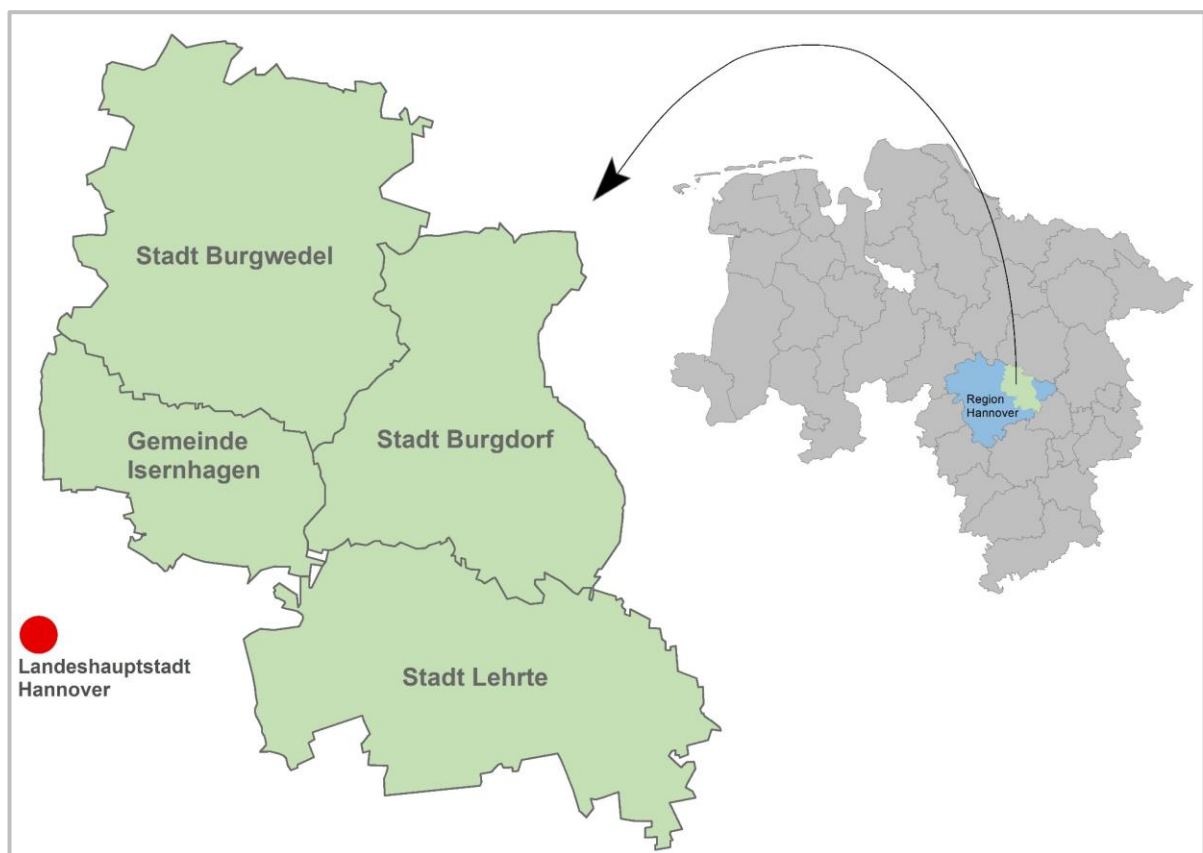 Stadt Burgwedel
Stadt Burgdorf
Gemeinde
Isernhagen
Stadt Lehrte
Landeshauptstadt
Hannover
Region
Hannover